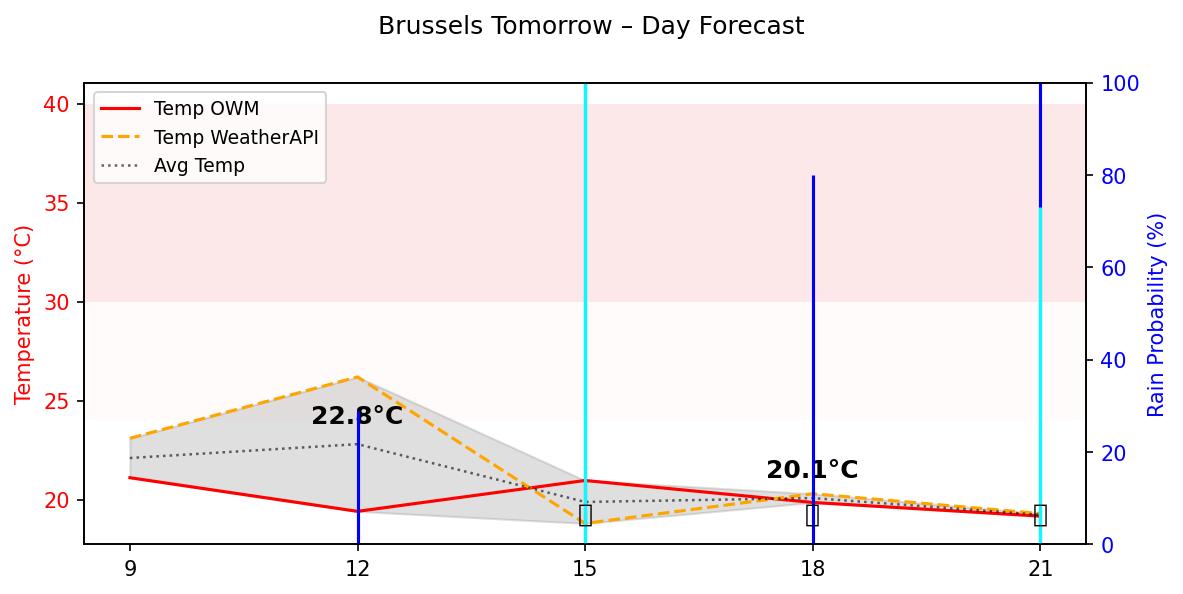 Brussels Tomorrow – Day Forecast
Temp OWM
Temp WeatherAPI
Avg Temp
Temperature (°C)
40
35
30
25
20
22.8°C
20.1°C
100
80
60
40
20
0
Rain Probability (%)
9
12
15
18
21